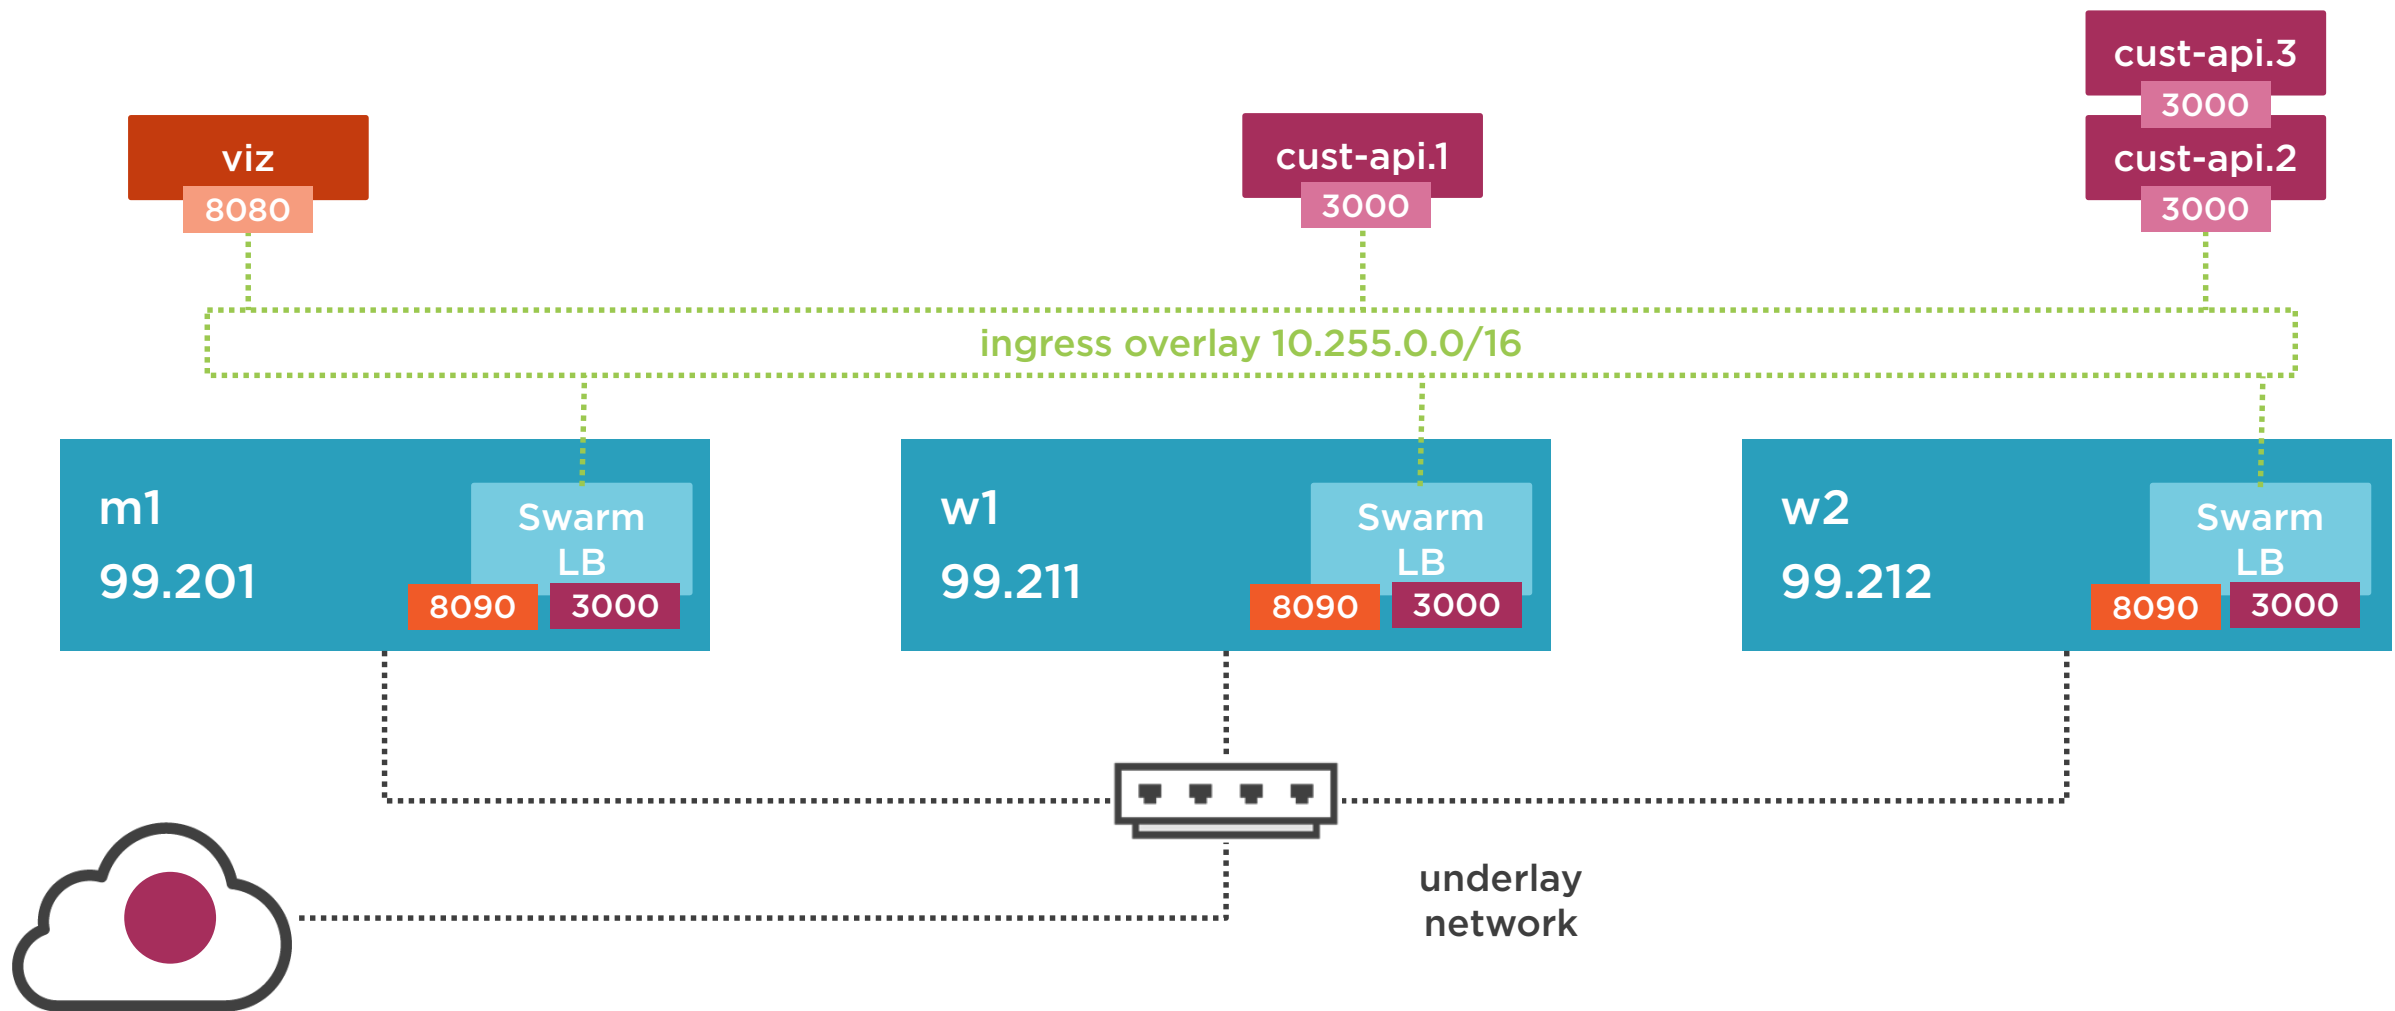 cust-api.3
3000
viz
8080
cust-api.1
3000
cust-api.2
3000
ingress overlay 10.255.0.0/16
m1
99.201
Swarm
LB
8090
3000
w1
99.211
Swarm
LB
8090
3000
w2
99.212
Swarm
LB
8090
3000
underlay
network